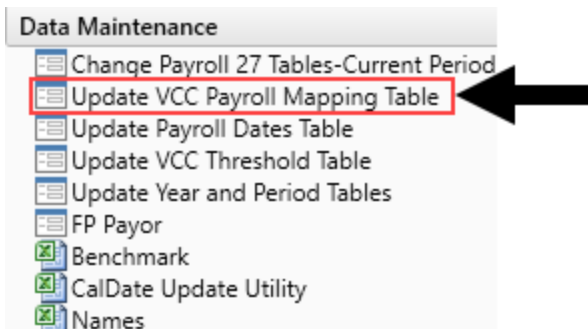 Data Maintenance
Change Payroll 27 Tables-Current Period
Update VCC Payroll Mapping Table
Update Payroll Dates Table
Update VCC Threshold Table
Update Year and Period Tables
FP Payor
Benchmark
CalDate Update Utility
Names